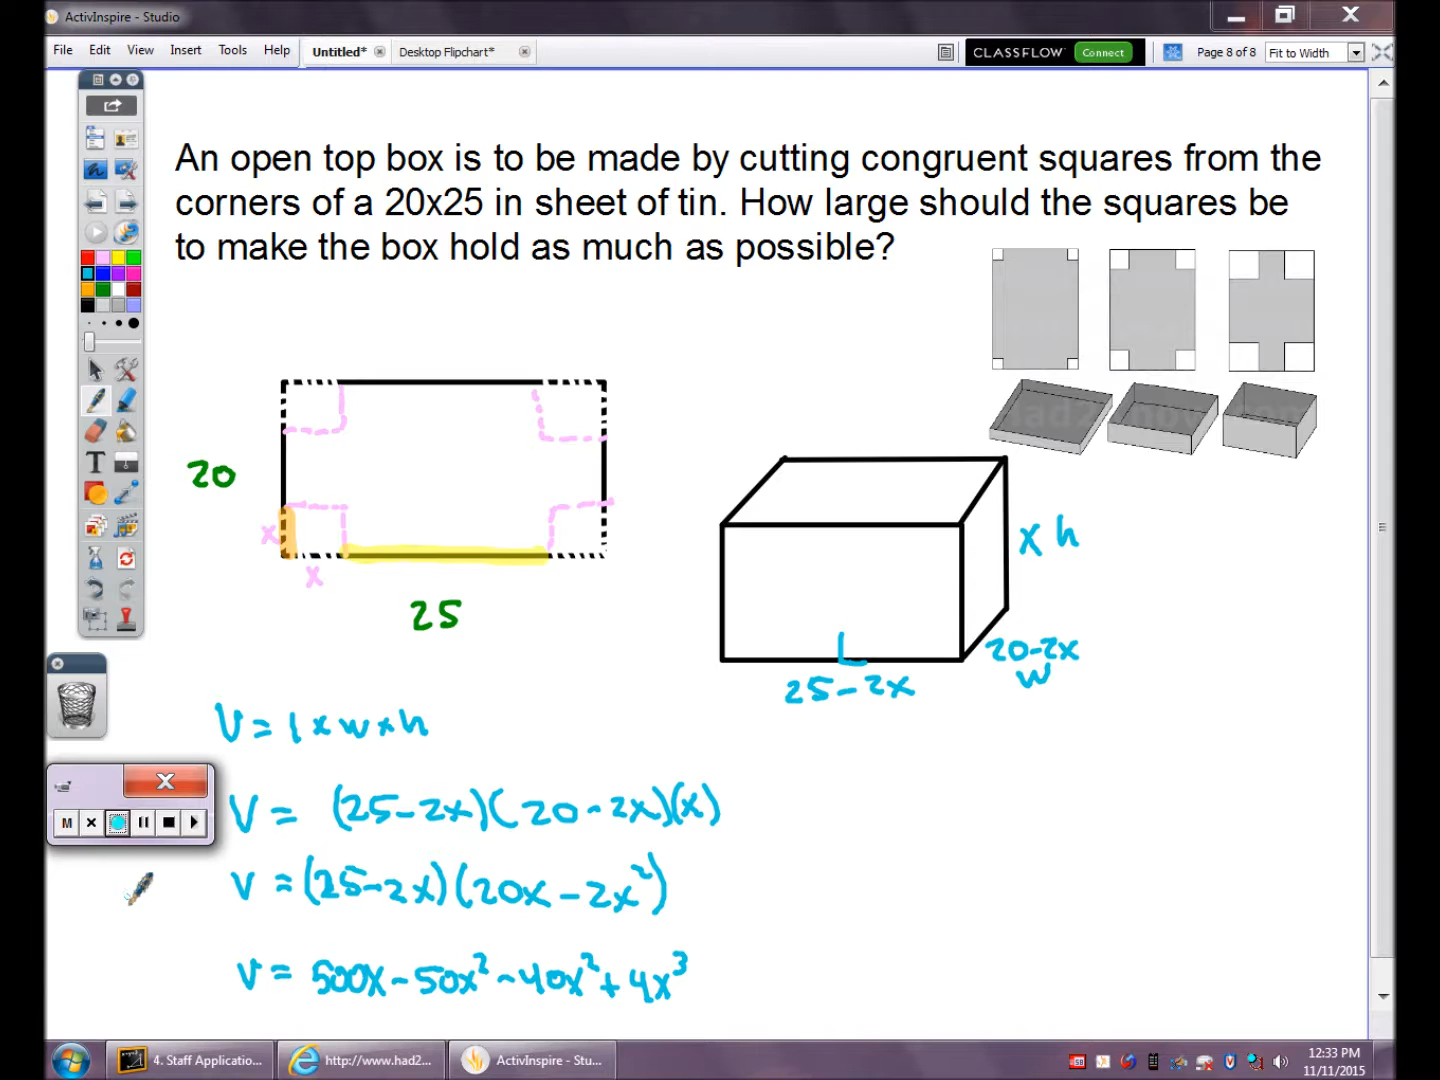 ActivInspire - Studio
File Edit View Insert Tools Help Untitled* Desktop Flipchart* CLASSFLOW Connect Page 8 of 8 Fit to Width
An open top box is to be made by cutting congruent squares from the
corners of a 20x25 in sheet of tin. How large should the squares be
to make the box hold as much as possible?
20
x
x
25
x h
20-2x
w
L
25-2x
V = l x w x h
V = (25-2x)(20-2x)(x)
V = (25-2x)(20x-2x²)
V = 500x-50x²-40x²+4x³
M
4. Staff Applicatio... http://www.had2... ActivInspire - Stu... 12:33 PM
11/11/2015